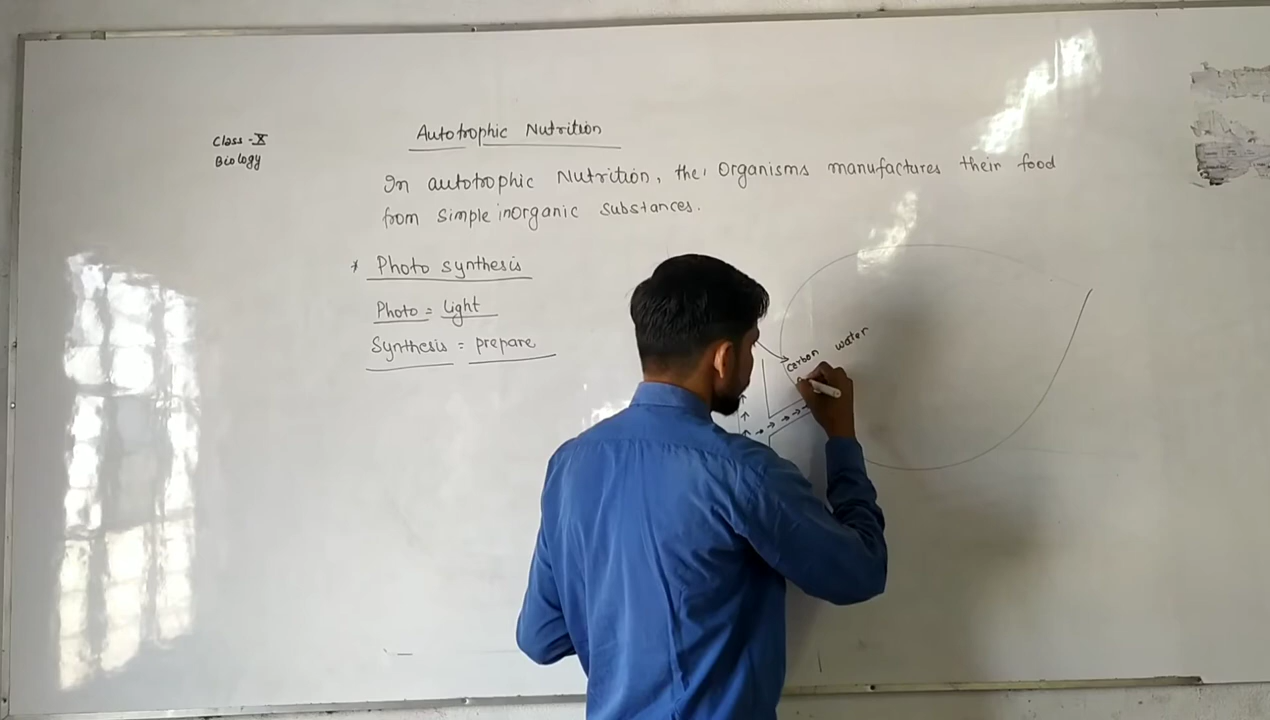 Class - X
Biology
Autotrophic Nutrition
In autotrophic Nutrition, the Organisms manufactures their food
from simple inorganic substances.
* Photo synthesis
Photo = Light
Synthesis = prepare
Carbon water